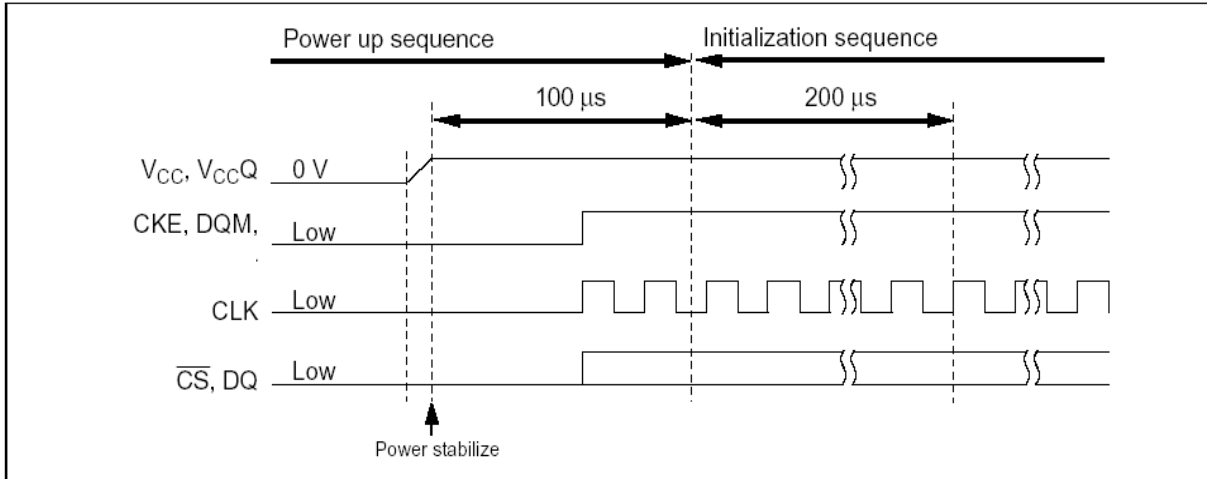 Power up sequence
Initialization sequence
100 μs
200 μs
VCC, VCCQ
0 V
CKE, DQM,
Low
CLK
Low
CS, DQ
Low
Power stabilize